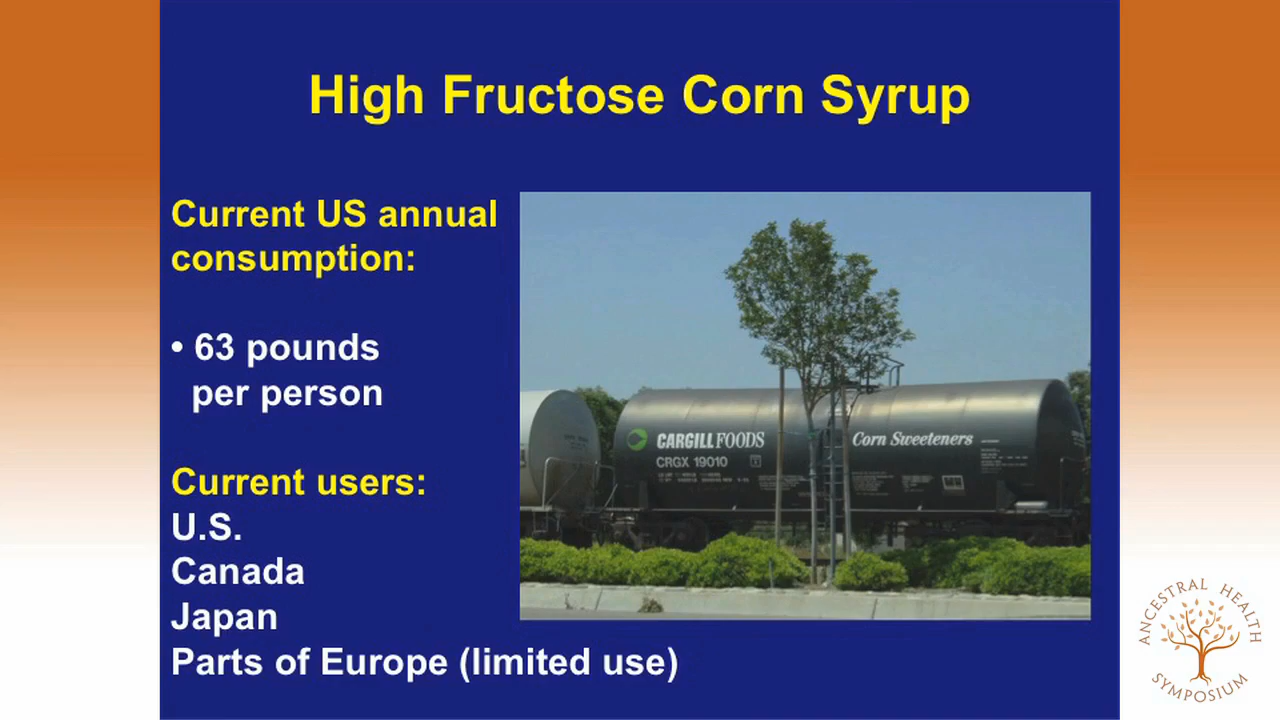 High Fructose Corn Syrup
Current US annual
consumption:
• 63 pounds
per person
Current users:
U.S.
Canada
Japan
Parts of Europe (limited use)
CARGILL FOODS
CRGX 19010
Corn Sweeteners
ANCESTRAL HEALTH
SYMPOSIUM